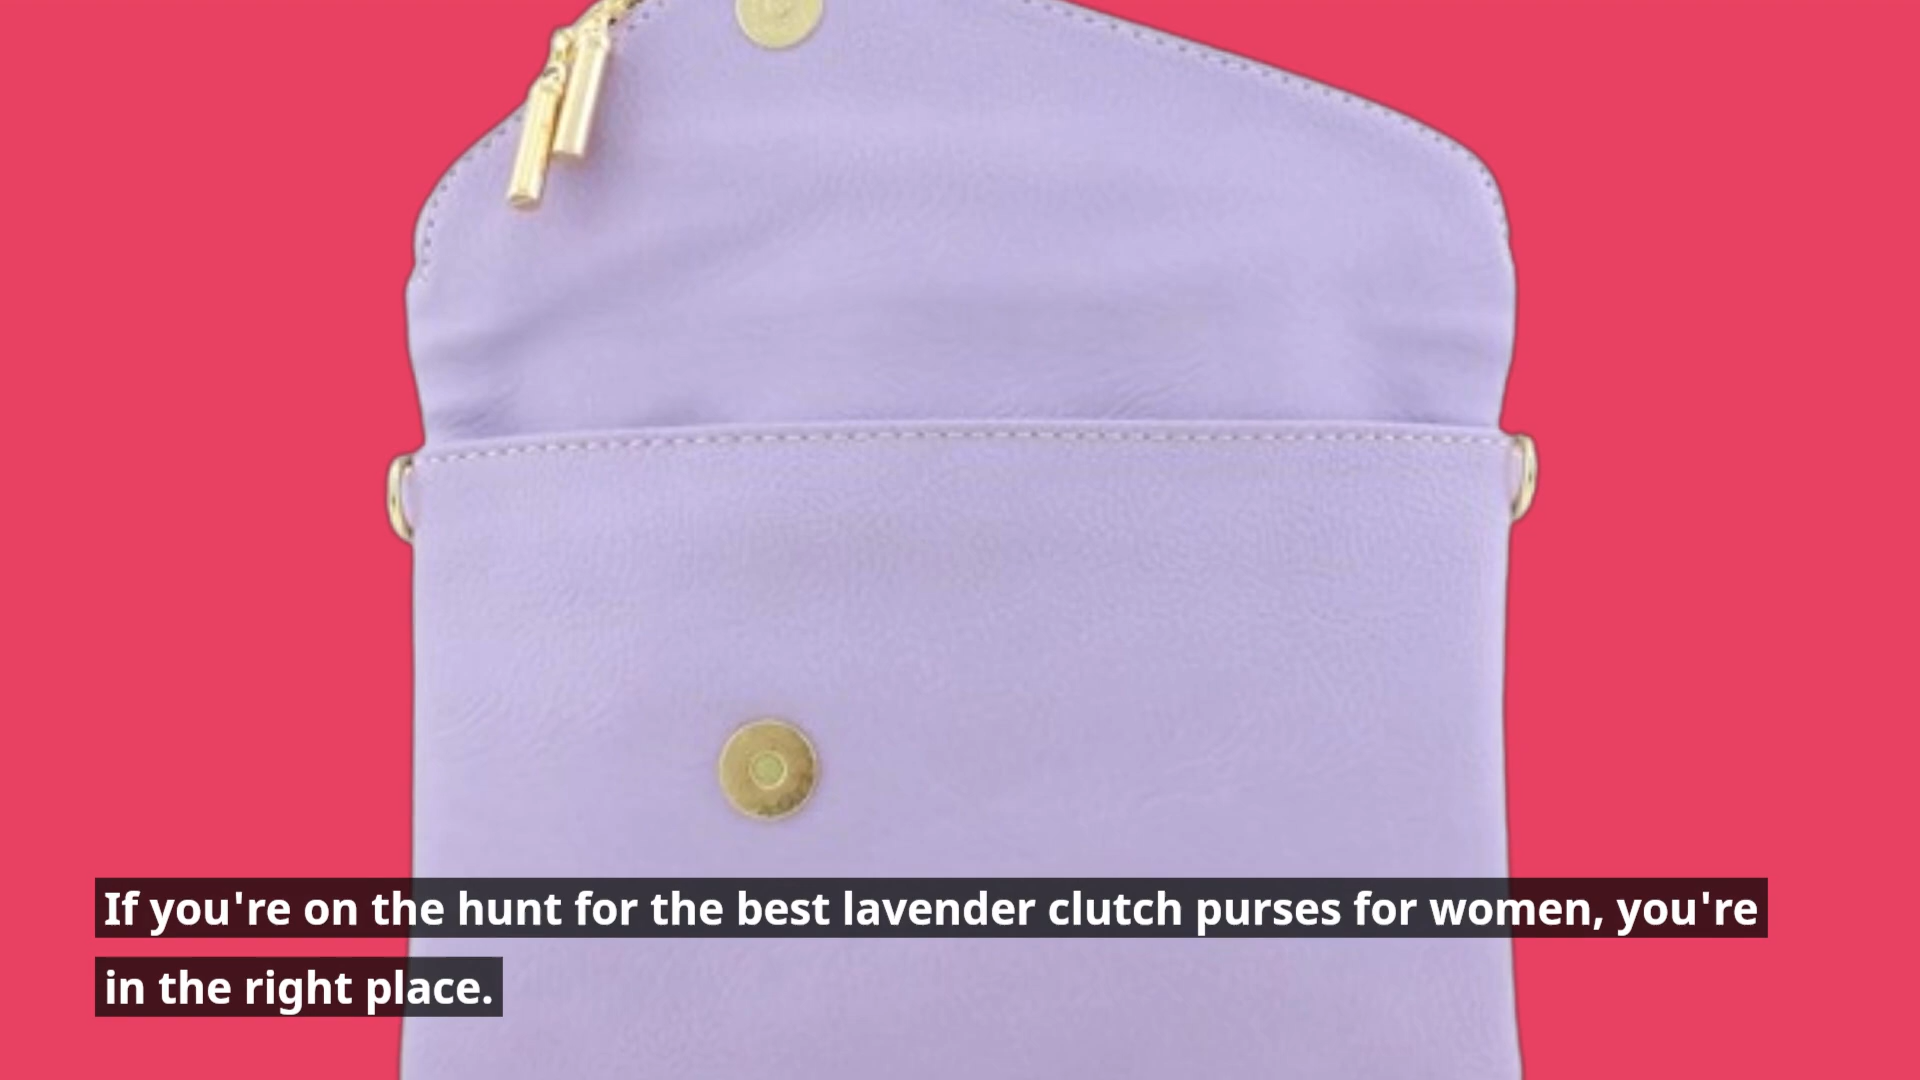 If you're on the hunt for the best lavender clutch purses for women, you're
in the right place.